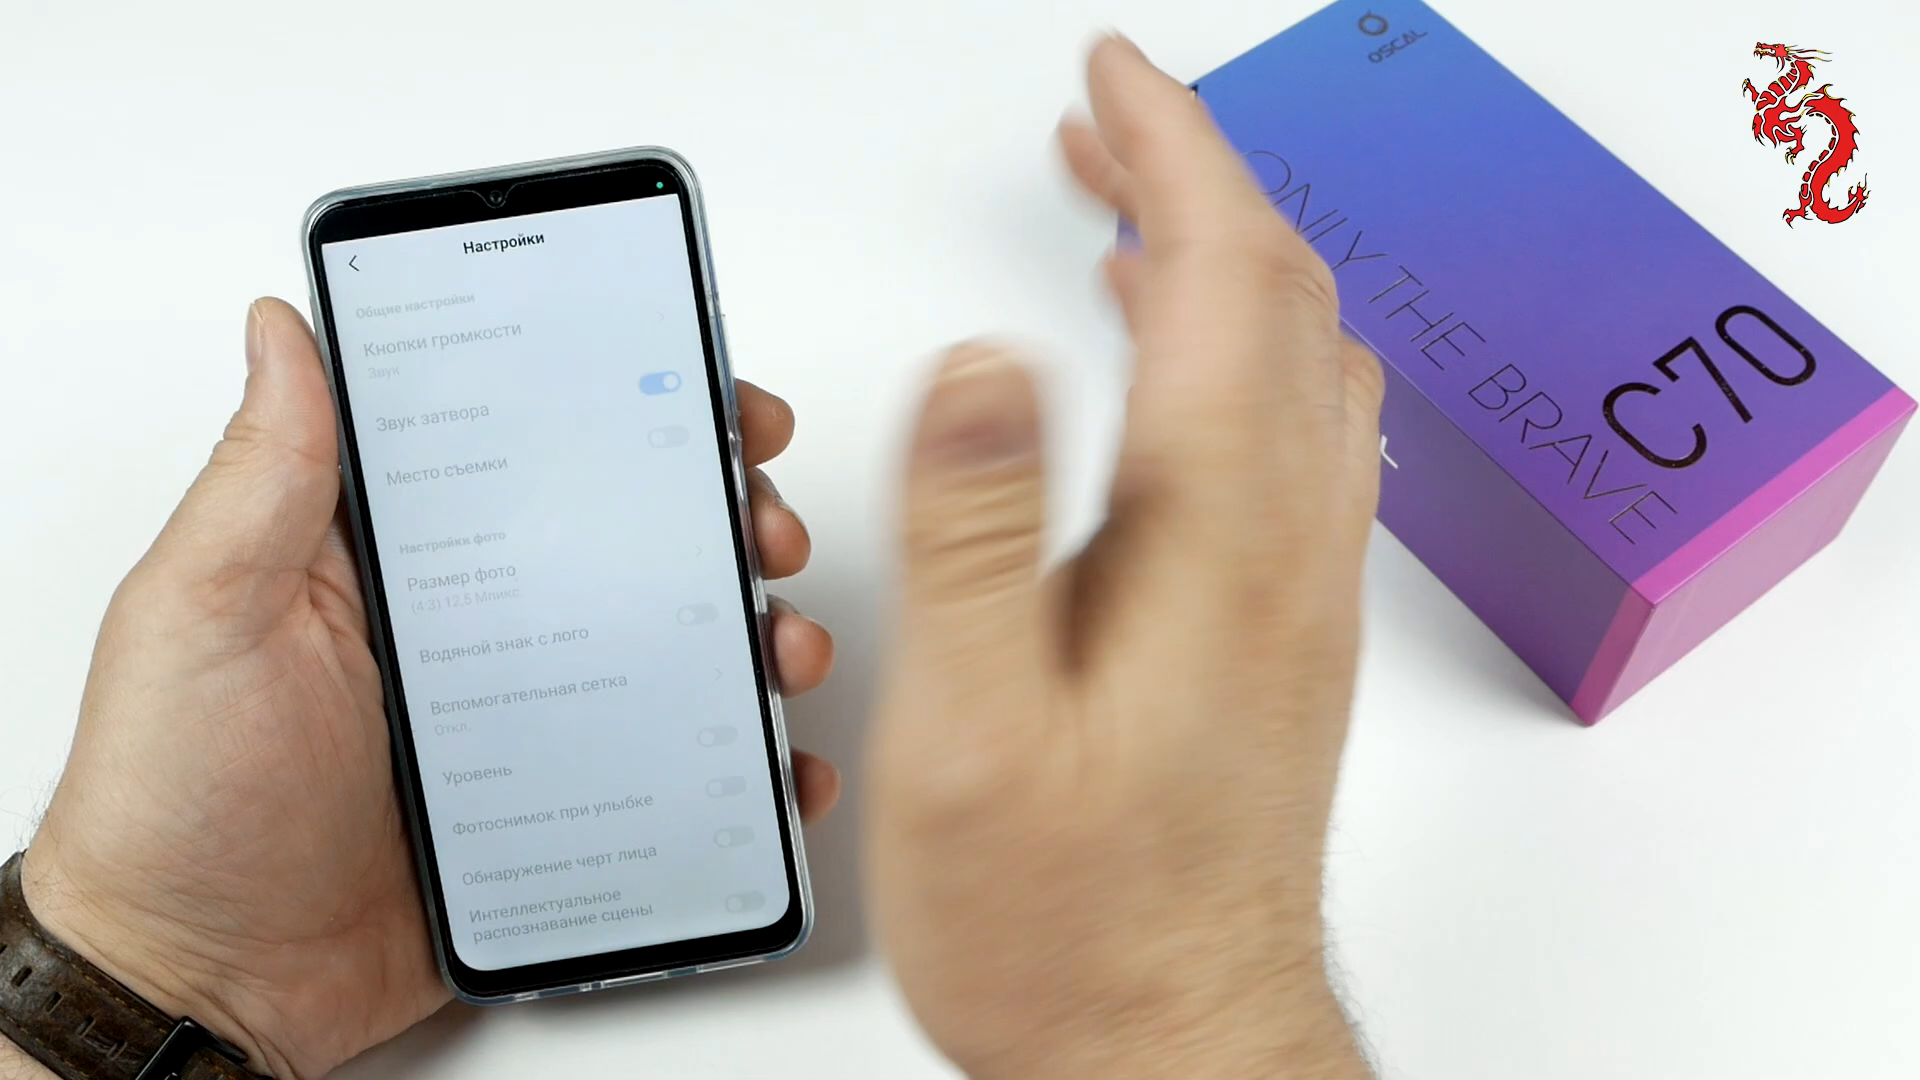 Настройки
Общие настройки
Кнопки громкости
Звук
Звук затвора
Место съемки
Настройки фото
Размер фото
(4:3) 12,5 Мпикс.
Водяной знак с лого
Вспомогательная сетка
Откл.
Уровень
Фотоснимок при улыбке
Обнаружение черт лица
Интеллектуальное
распознавание сцены
OSCAL
ONLY THE BRAVE
C70